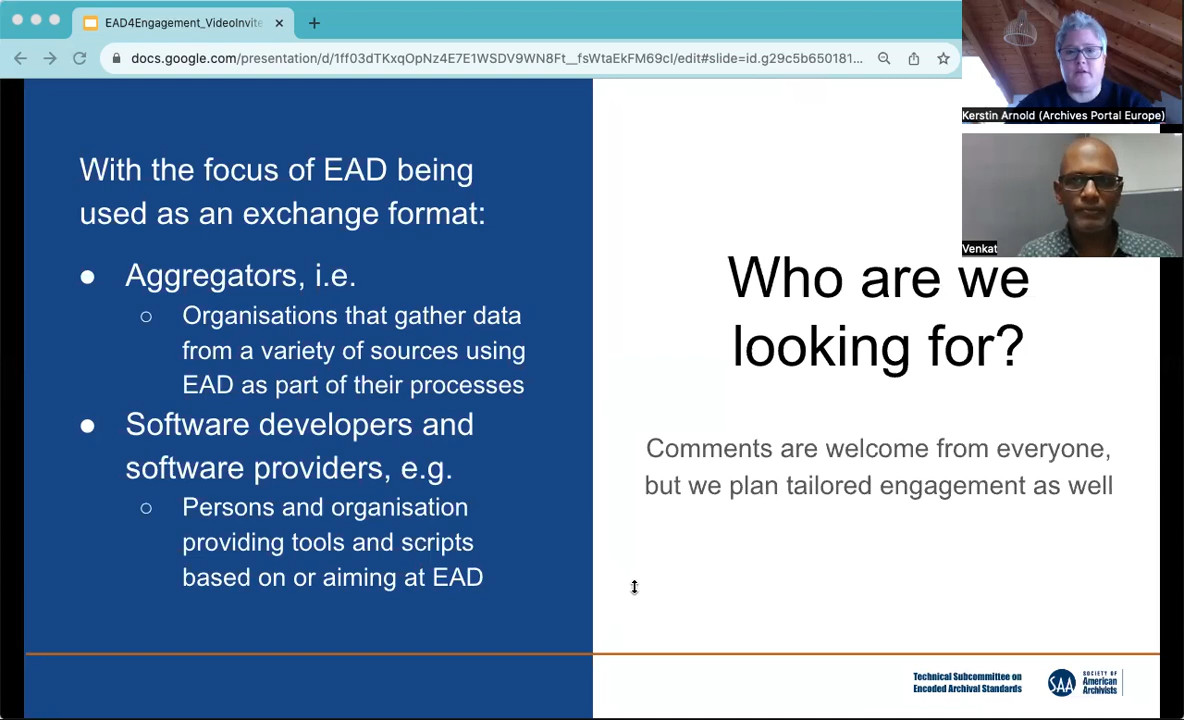 EAD4Engagement_VideoInvite
docs.google.com/presentation/d/1ff03dTKxqOpNz4E7E1WSDV9WN8Ft__fsWtaEkFM69cI/edit#slide=id.g29c5b650181...
Kerstin Arnold (Archives Portal Europe)
Venkat
With the focus of EAD being
used as an exchange format:
● Aggregators, i.e.
○ Organisations that gather data
from a variety of sources using
EAD as part of their processes
● Software developers and
software providers, e.g.
○ Persons and organisation
providing tools and scripts
based on or aiming at EAD
Who are we
looking for?
Comments are welcome from everyone,
but we plan tailored engagement as well
Technical Subcommittee on
Encoded Archival Standards
SAA
SOCIETY OF
American
Archivists